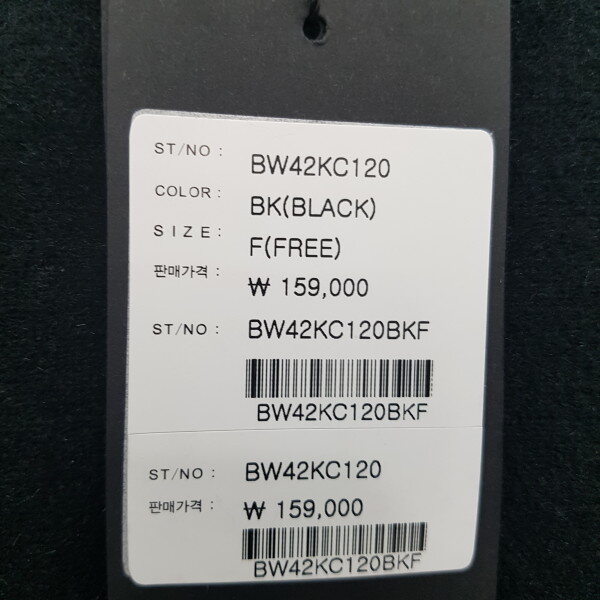 ST/NO : BW42KC120
COLOR : BK(BLACK)
SIZE : F(FREE)
판매가격 : ₩ 159,000
ST/NO : BW42KC120BKF
BW42KC120BKF
ST/NO : BW42KC120
판매가격 : ₩ 159,000
BW42KC120BKF